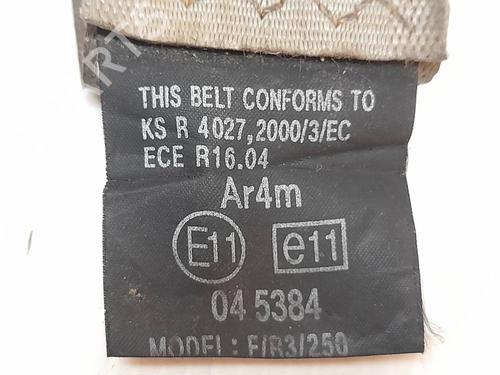 THIS BELT CONFORMS TO
KS R 4027,2000/3/EC
ECE R16.04
Ar4m
E11 e11
04 5384
MODEL: F/R3/250